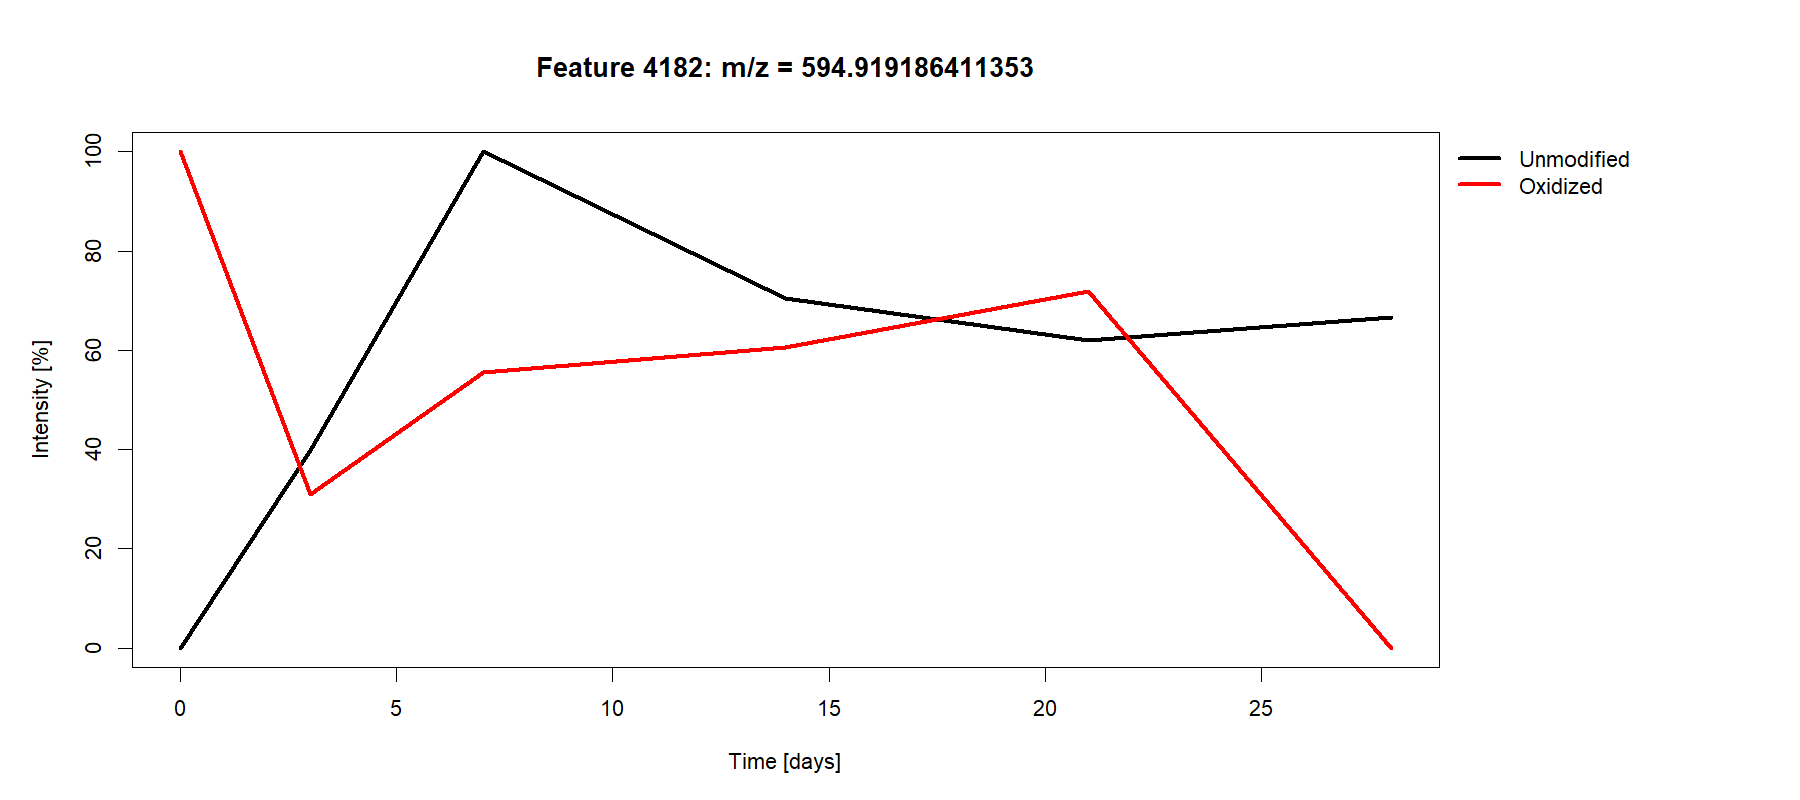 Feature 4182: m/z = 594.919186411353
Unmodified
Oxidized
Intensity [%]
100
80
60
40
20
0
0 5 10 15 20 25
Time [days]